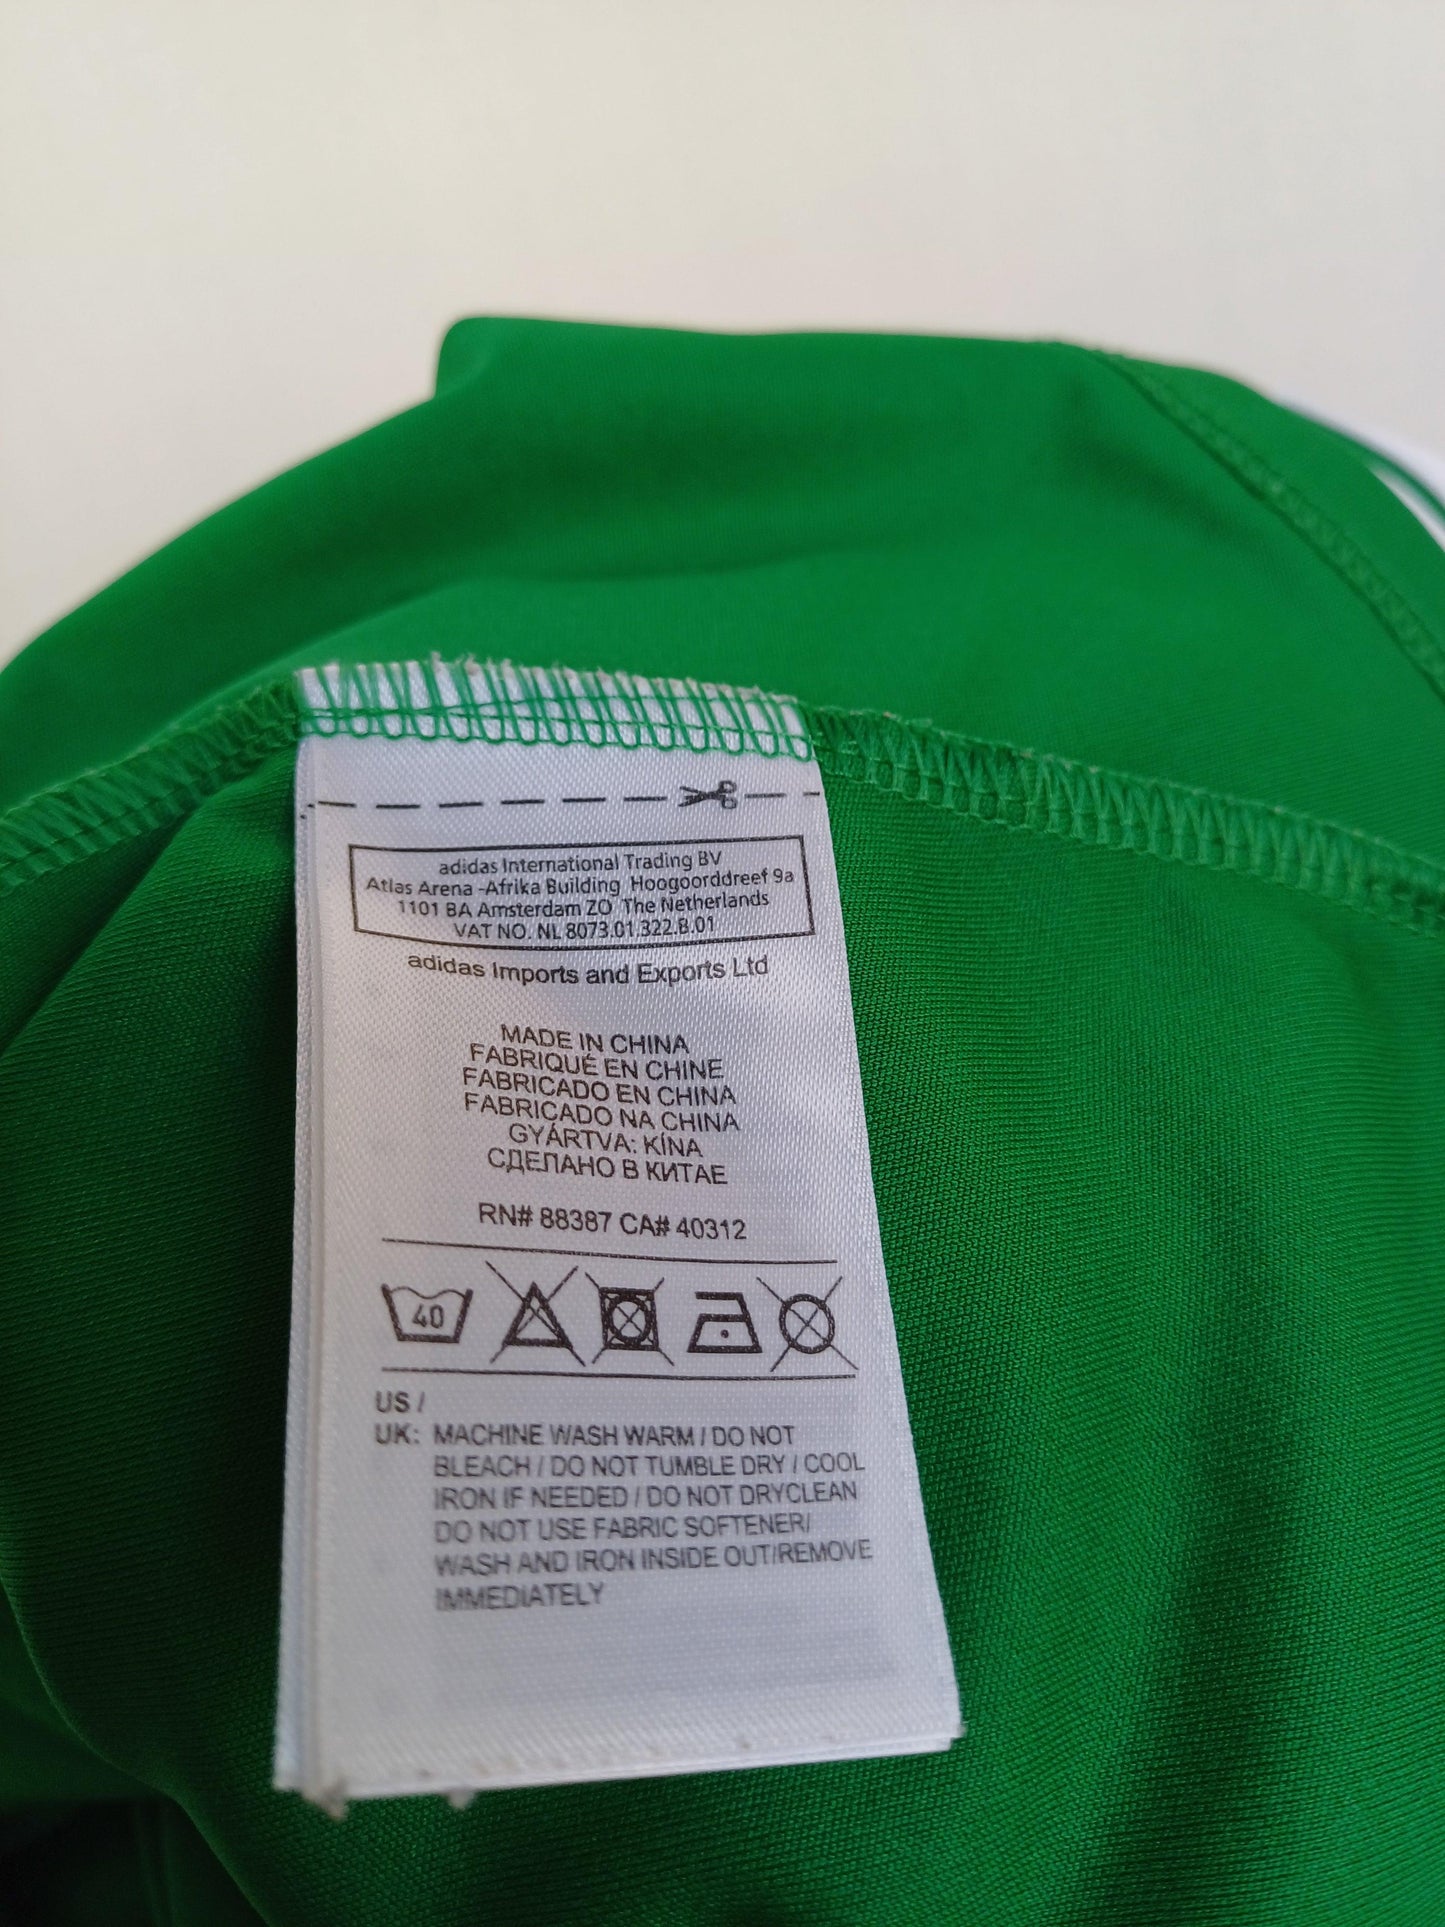 adidas International Trading BV
Atlas Arena -Afrika Building Hoogoorddreef 9a
1101 BA Amsterdam ZO The Netherlands
VAT NO. NL 8073.01.322.B.01
adidas Imports and Exports Ltd
MADE IN CHINA
FABRIQUÉ EN CHINE
FABRICADO EN CHINA
FABRICADO NA CHINA
GYÁRTVA: KÍNA
СДЕЛАНО В КИТАЕ
RN# 88387 CA# 40312
40
US /
UK: MACHINE WASH WARM / DO NOT
BLEACH / DO NOT TUMBLE DRY / COOL
IRON IF NEEDED / DO NOT DRYCLEAN
DO NOT USE FABRIC SOFTENER/
WASH AND IRON INSIDE OUT/REMOVE
IMMEDIATELY